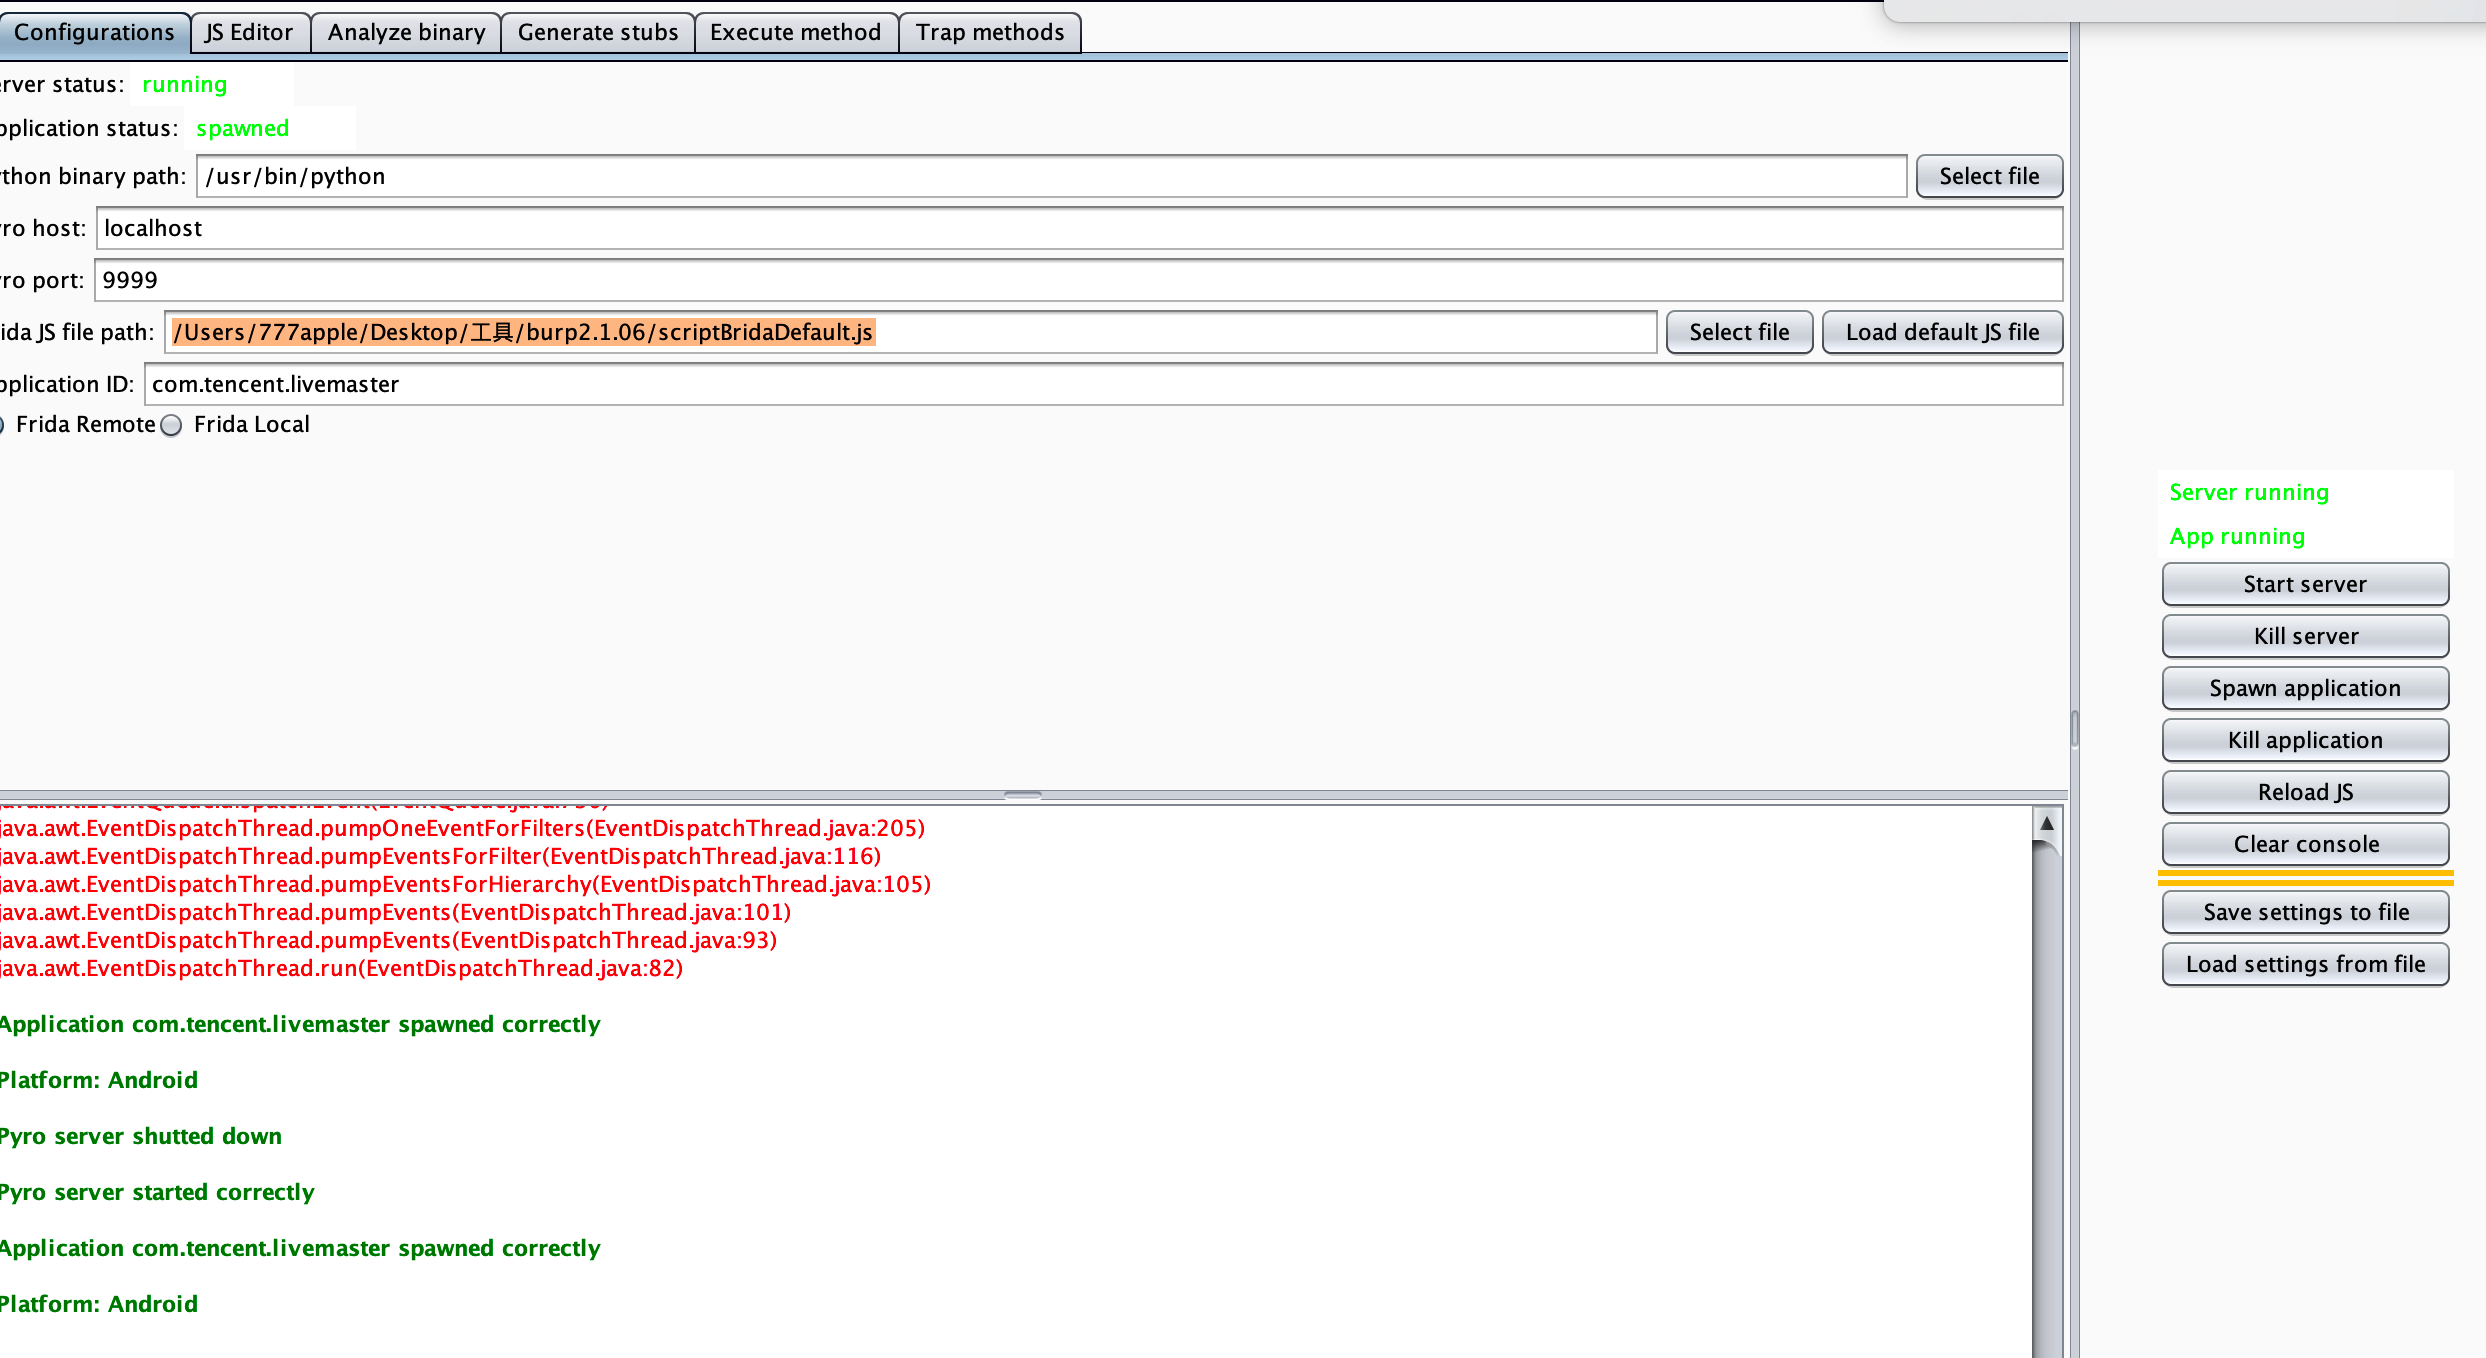 Configurations JS Editor Analyze binary Generate stubs Execute method Trap methods
rver status: running
pplication status: spawned
thon binary path: /usr/bin/python Select file
ro host: localhost
ro port: 9999
ida JS file path: /Users/777apple/Desktop/工具/burp2.1.06/scriptBridaDefault.js Select file Load default JS file
pplication ID: com.tencent.livemaster
Frida Remote Frida Local
Server running
App running
Start server
Kill server
Spawn application
Kill application
Reload JS
Clear console
Save settings to file
Load settings from file
java.awt.EventDispatchThread.pumpOneEventForFilters(EventDispatchThread.java:205)
java.awt.EventDispatchThread.pumpEventsForFilter(EventDispatchThread.java:116)
java.awt.EventDispatchThread.pumpEventsForHierarchy(EventDispatchThread.java:105)
java.awt.EventDispatchThread.pumpEvents(EventDispatchThread.java:101)
java.awt.EventDispatchThread.pumpEvents(EventDispatchThread.java:93)
java.awt.EventDispatchThread.run(EventDispatchThread.java:82)
Application com.tencent.livemaster spawned correctly
Platform: Android
Pyro server shutted down
Pyro server started correctly
Application com.tencent.livemaster spawned correctly
Platform: Android